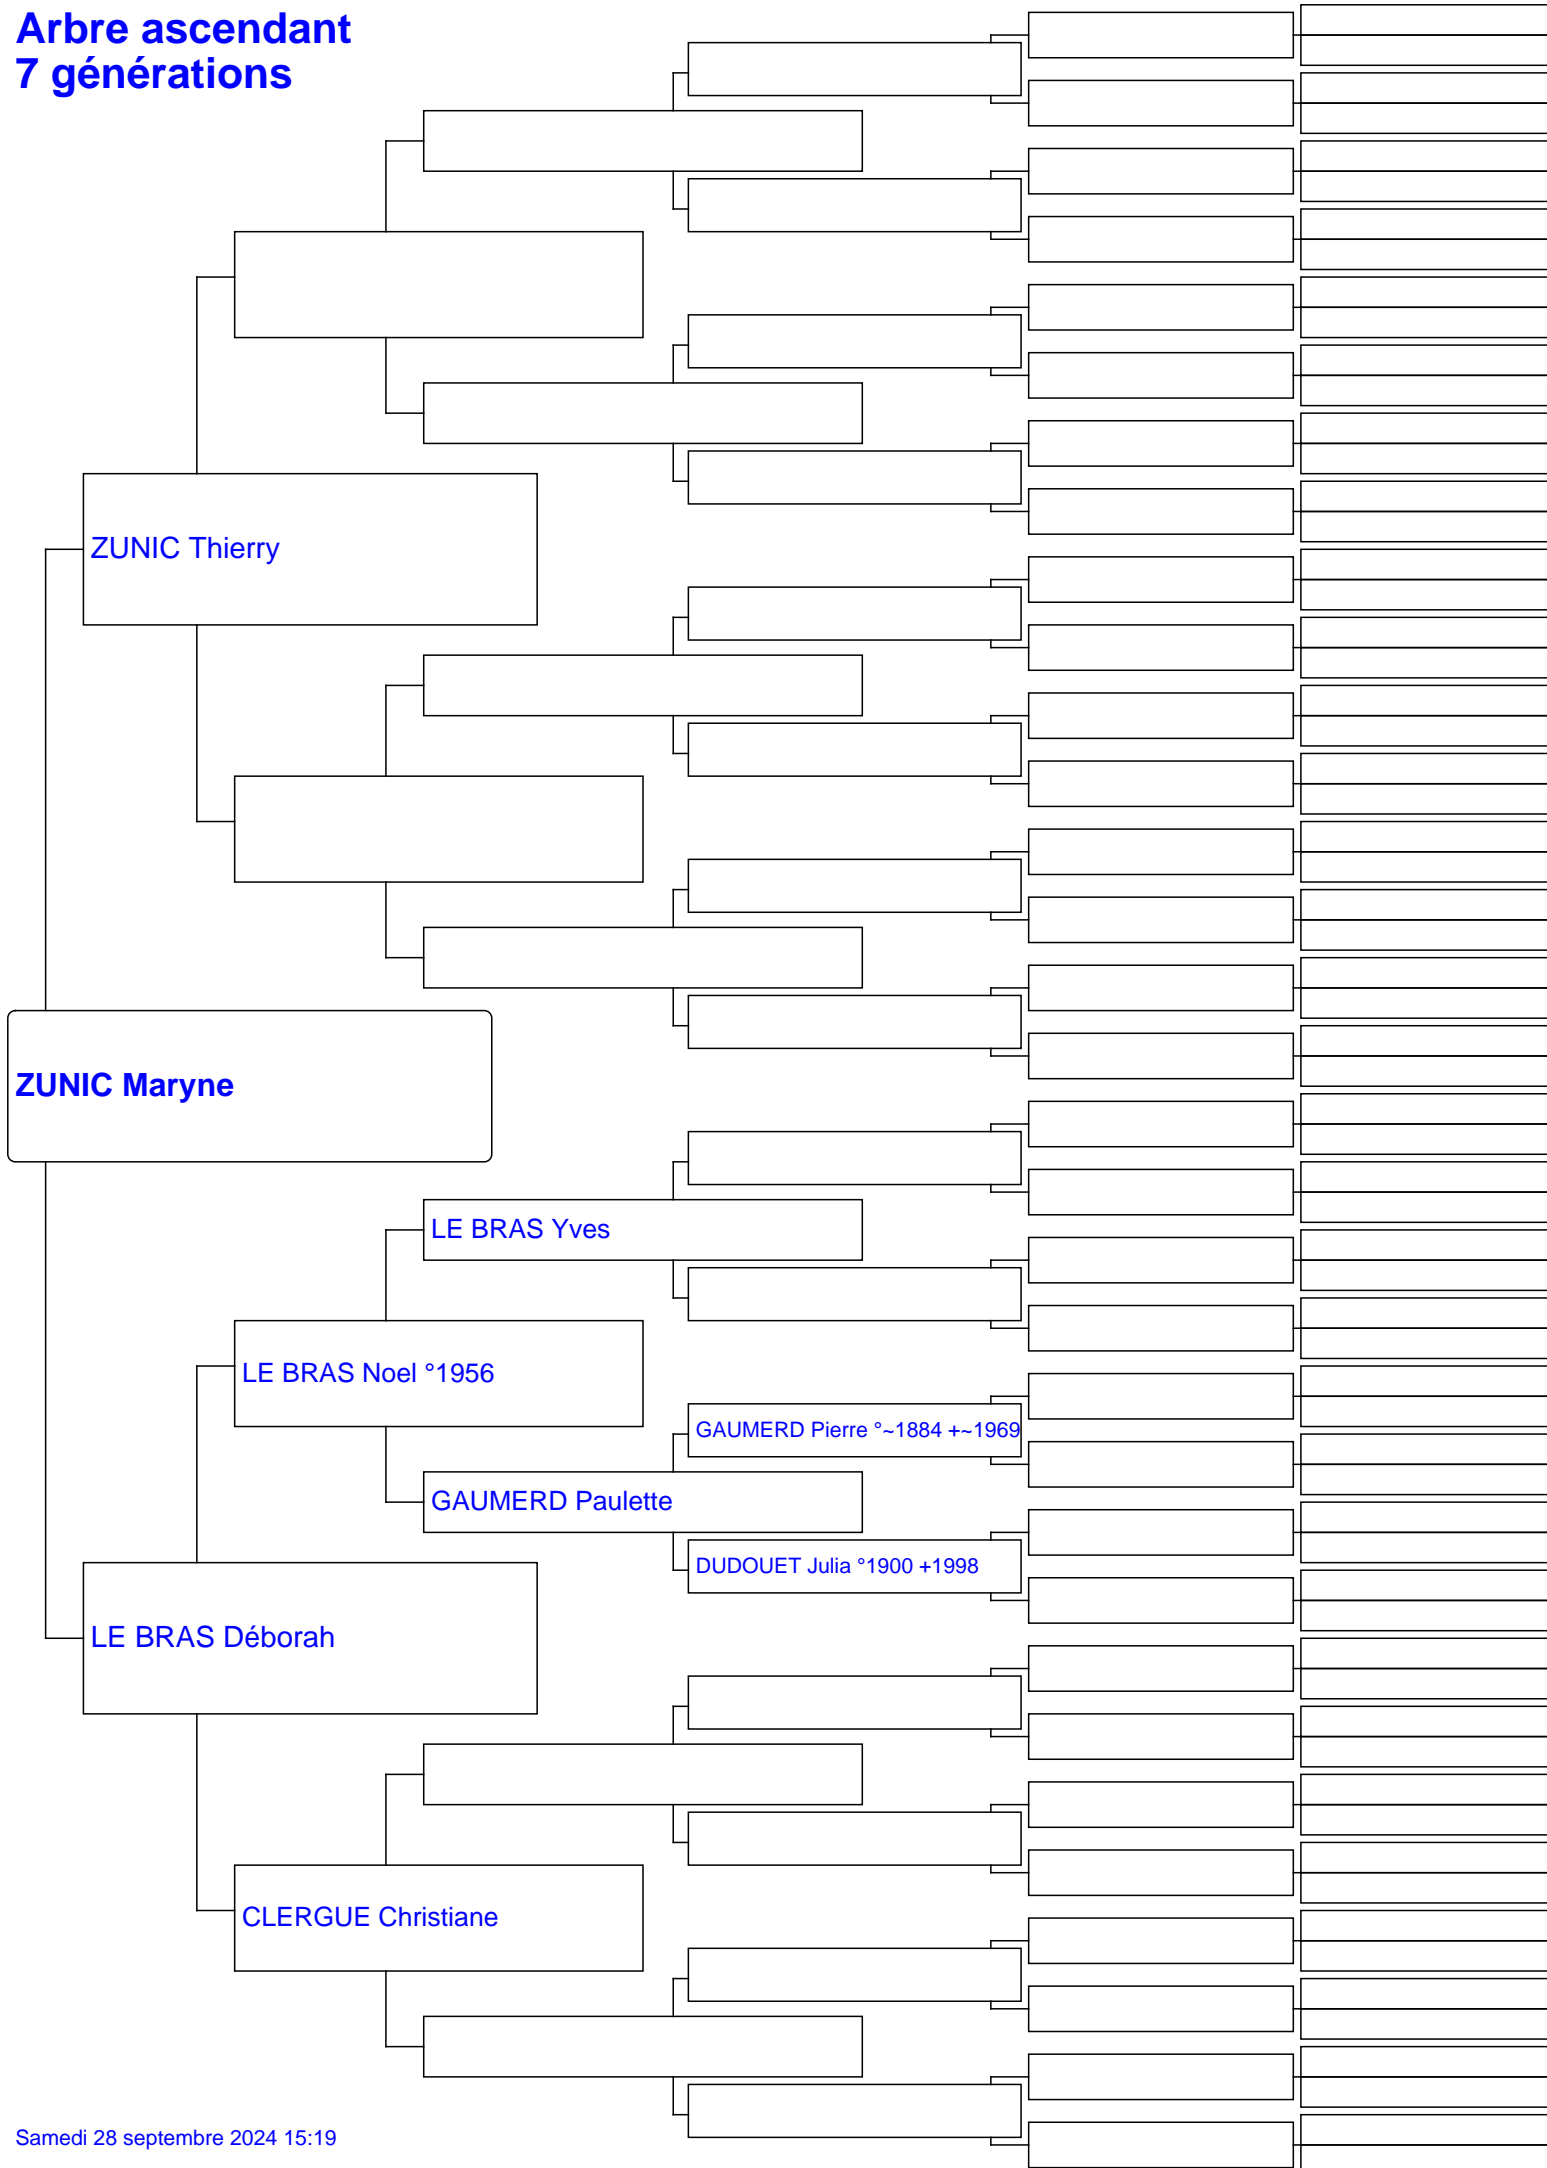 Arbre ascendant
7 générations
ZUNIC Thierry
ZUNIC Maryne
LE BRAS Yves
LE BRAS Noel °1956
GAUMERD Pierre °~1884 +~1969
GAUMERD Paulette
DUDOUET Julia °1900 +1998
LE BRAS Déborah
CLERGUE Christiane
Samedi 28 septembre 2024 15:19